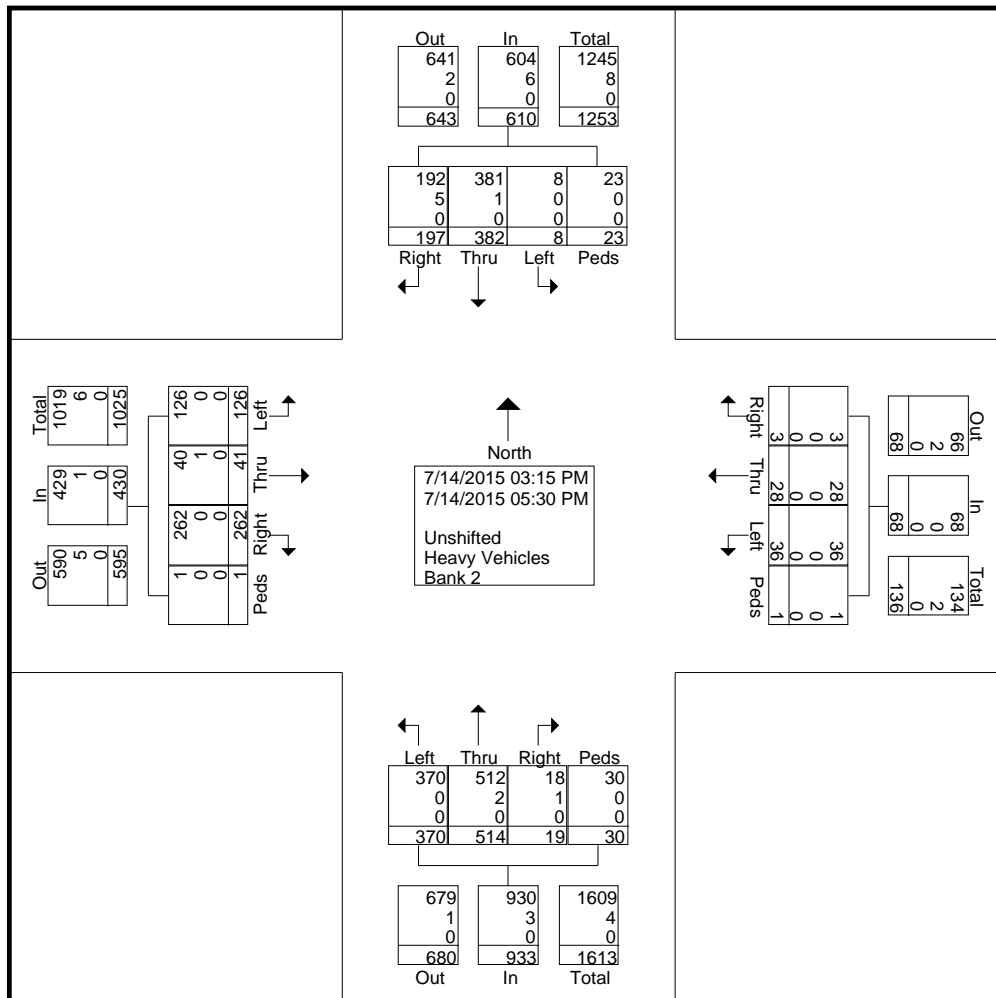 Out In Total
641 604 1245
2 6 8
0 0 0
643 610 1253
192 381 8 23
5 1 0 0
0 0 0 0
197 382 8 23
Right Thru Left Peds
Total
1019 6 0 1025
In
429 1 0 430
Out
590 5 0 595
126 0 0 126 Left
40 1 0 41 Thru
262 0 0 262 Right
1 0 0 1 Peds
North
7/14/2015 03:15 PM
7/14/2015 05:30 PM
Unshifted
Heavy Vehicles
Bank 2
Right 3 0 0 3
Thru 28 0 0 28
Left 36 0 0 36
Peds 1 0 0 1
Out
66 2 0 68
In
68 0 0 68
Total
134 2 0 136
Left Thru Right Peds
370 512 18 30
0 2 1 0
0 0 0 0
370 514 19 30
679 930 1609
1 3 4
0 0 0
680 933 1613
Out In Total